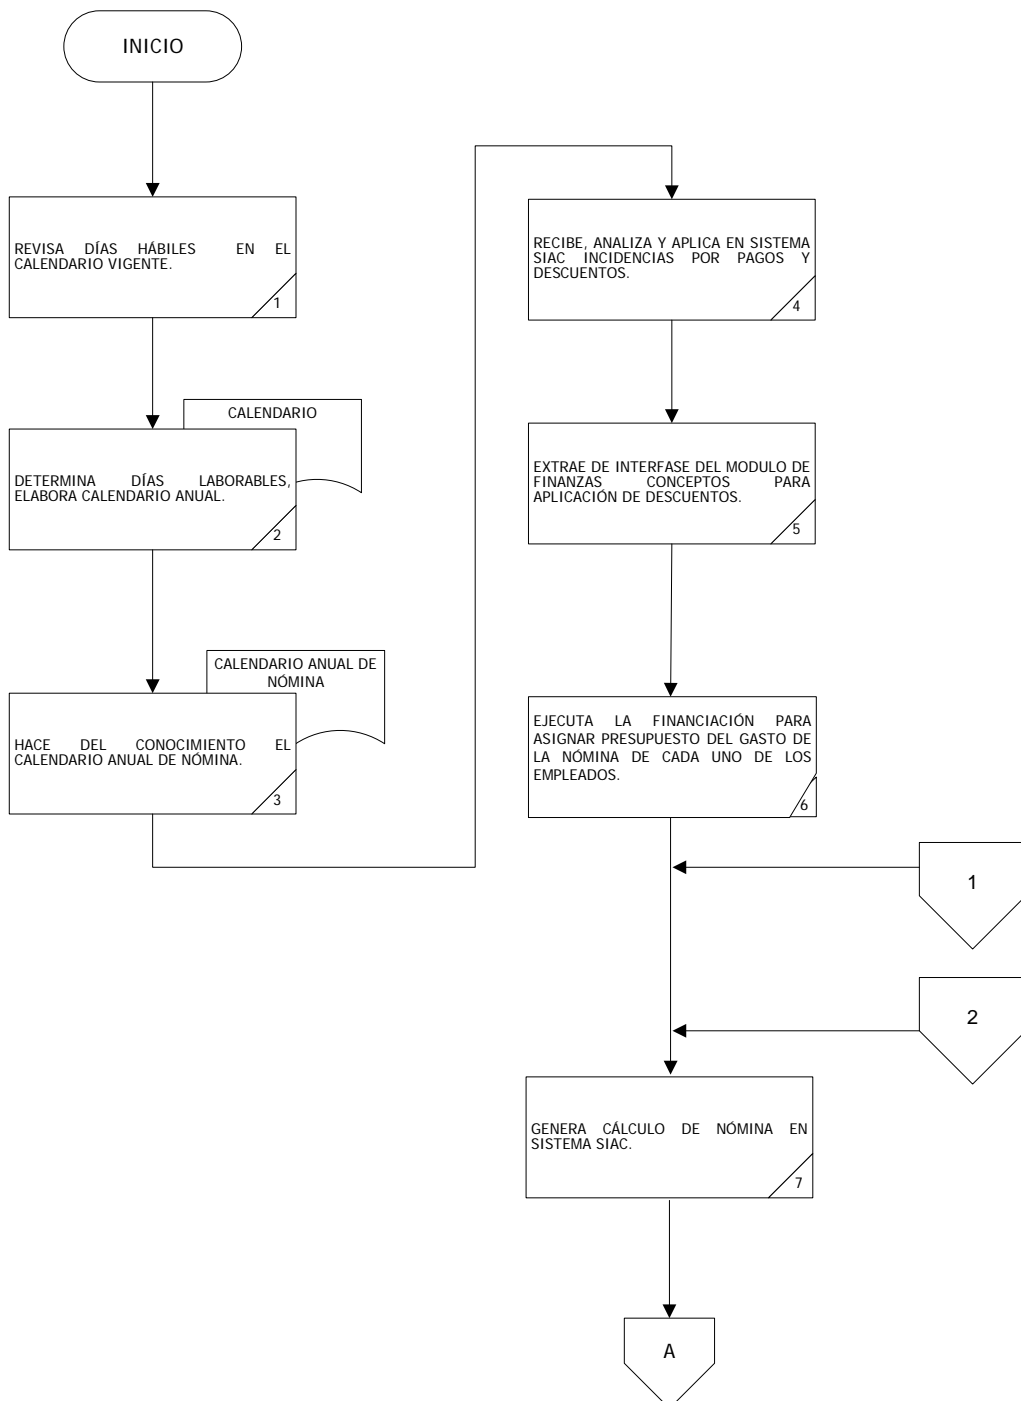 INICIO
REVISA DÍAS HÁBILES EN EL
CALENDARIO VIGENTE.
1
CALENDARIO
DETERMINA DÍAS LABORABLES,
ELABORA CALENDARIO ANUAL.
2
CALENDARIO ANUAL DE
NÓMINA
HACE DEL CONOCIMIENTO EL
CALENDARIO ANUAL DE NÓMINA.
3
RECIBE, ANALIZA Y APLICA EN SISTEMA
SIAC INCIDENCIAS POR PAGOS Y
DESCUENTOS.
4
EXTRAE DE INTERFASE DEL MODULO DE
FINANZAS CONCEPTOS PARA
APLICACIÓN DE DESCUENTOS.
5
EJECUTA LA FINANCIACIÓN PARA
ASIGNAR PRESUPUESTO DEL GASTO DE
LA NÓMINA DE CADA UNO DE LOS
EMPLEADOS.
6
1
2
GENERA CÁLCULO DE NÓMINA EN
SISTEMA SIAC.
7
A